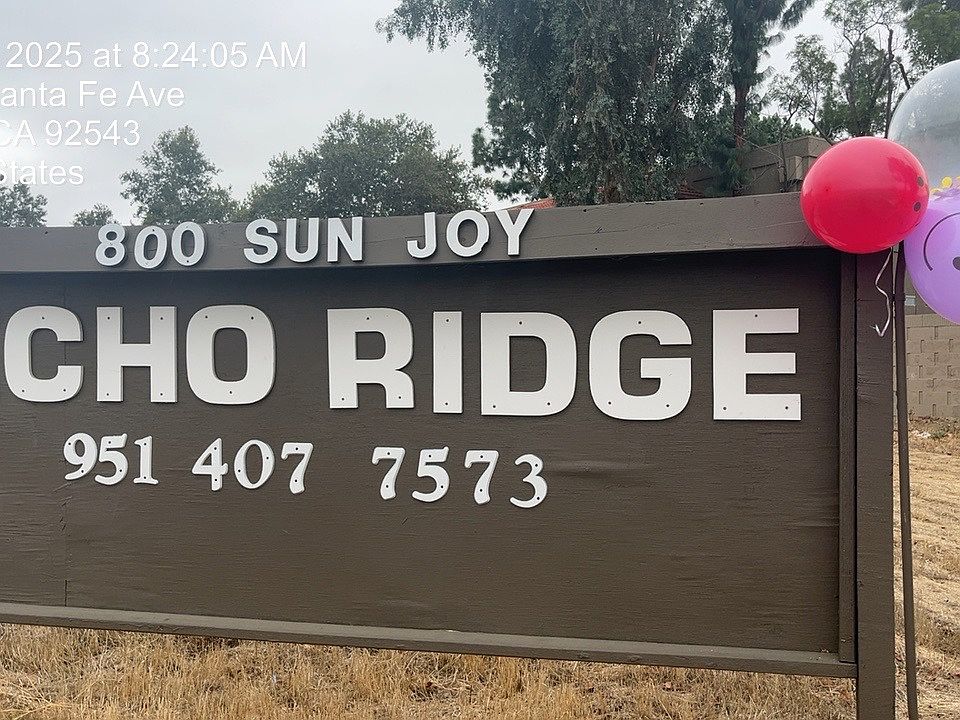 2025 at 8:24:05 AM
anta Fe Ave
CA 92543
States
800 SUN JOY
CHO RIDGE
951 407 7573